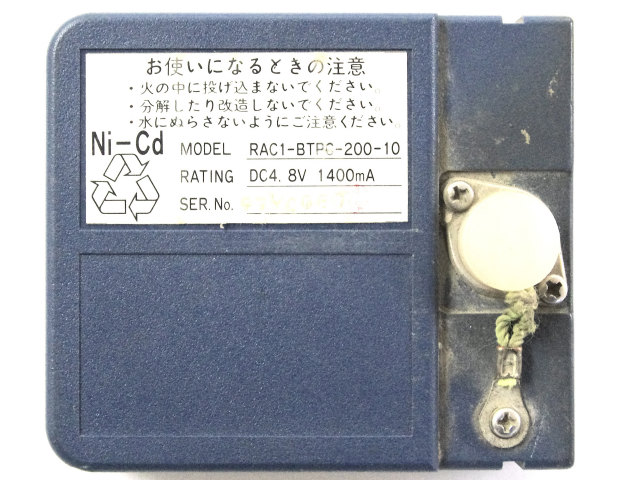 お使いになるときの注意
・火の中に投げ込まないでください。
・分解したり改造しないでください。
・水にぬらさないようにご注意ください。
Ni-Cd
MODEL RAC1-BTPC-200-10
RATING DC4.8V 1400mA
SER.No.